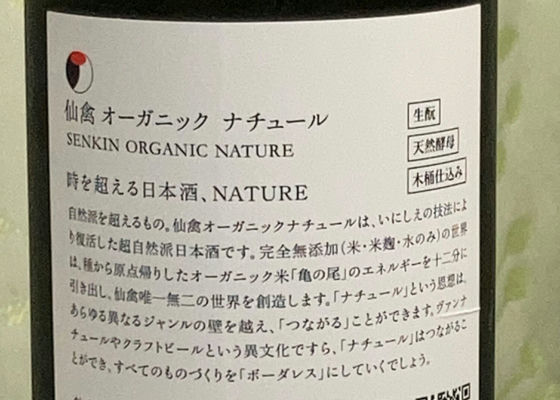 仙禽 オーガニック ナチュール
SENKIN ORGANIC NATURE
生酛
天然酵母
木桶仕込み
時を超える日本酒、NATURE
自然派を超えるもの。仙禽オーガニックナチュールは、いにしえの技法によ
り復活した超自然派日本酒です。完全無添加(米・米麹・水のみ)の世界
は、種から原点帰りしたオーガニック米「亀の尾」のエネルギーを十二分に
引き出し、仙禽唯一無二の世界を創造します。「ナチュール」という思想は、
あらゆる異なるジャンルの壁を越え、「つながる」ことができます。ヴァンナ
チュールやクラフトビールという異文化ですら、「ナチュール」はつながるこ
とができ、すべてのものづくりを「ボーダレス」にしていくでしょう。